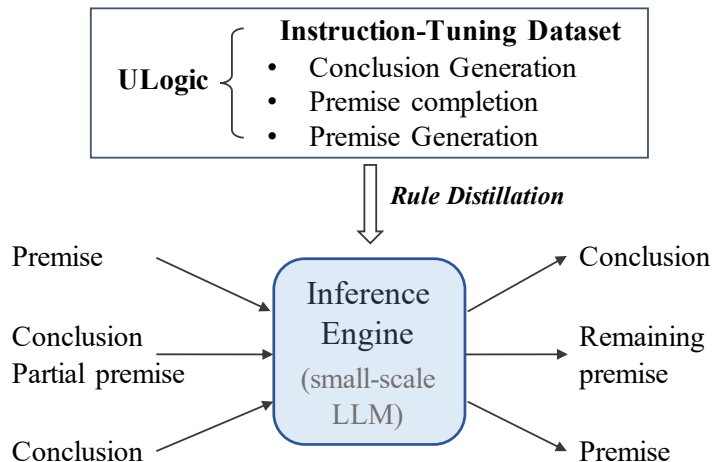 Instruction-Tuning Dataset
ULogic
• Conclusion Generation
• Premise completion
• Premise Generation
Rule Distillation
Premise
Conclusion
Partial premise
Conclusion
Inference
Engine
(small-scale
LLM)
Conclusion
Remaining
premise
Premise